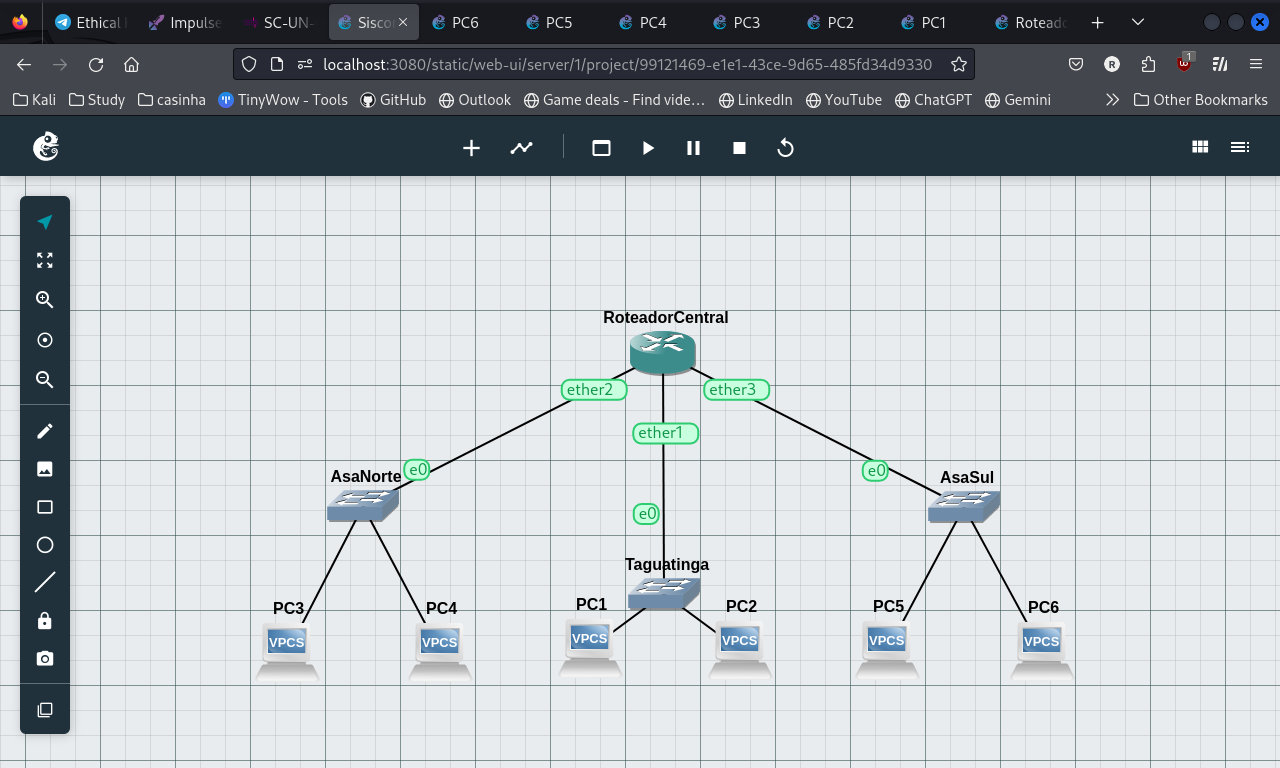 Ethical Impulse SC-UN- Sisco PC6 PC5 PC4 PC3 PC2 PC1 Roteado
localhost:3080/static/web-ui/server/1/project/99121469-e1e1-43ce-9d65-485fd34d9330 R 1
Kali Study casinha TinyWow - Tools GitHub Outlook Game deals - Find vide… LinkedIn YouTube ChatGPT Gemini Other Bookmarks
RoteadorCentral
ether2 ether3
ether1
AsaNorte e0 e0 AsaSul
e0
Taguatinga
PC3 PC4 PC1 PC2 PC5 PC6
VPCS VPCS VPCS VPCS VPCS VPCS